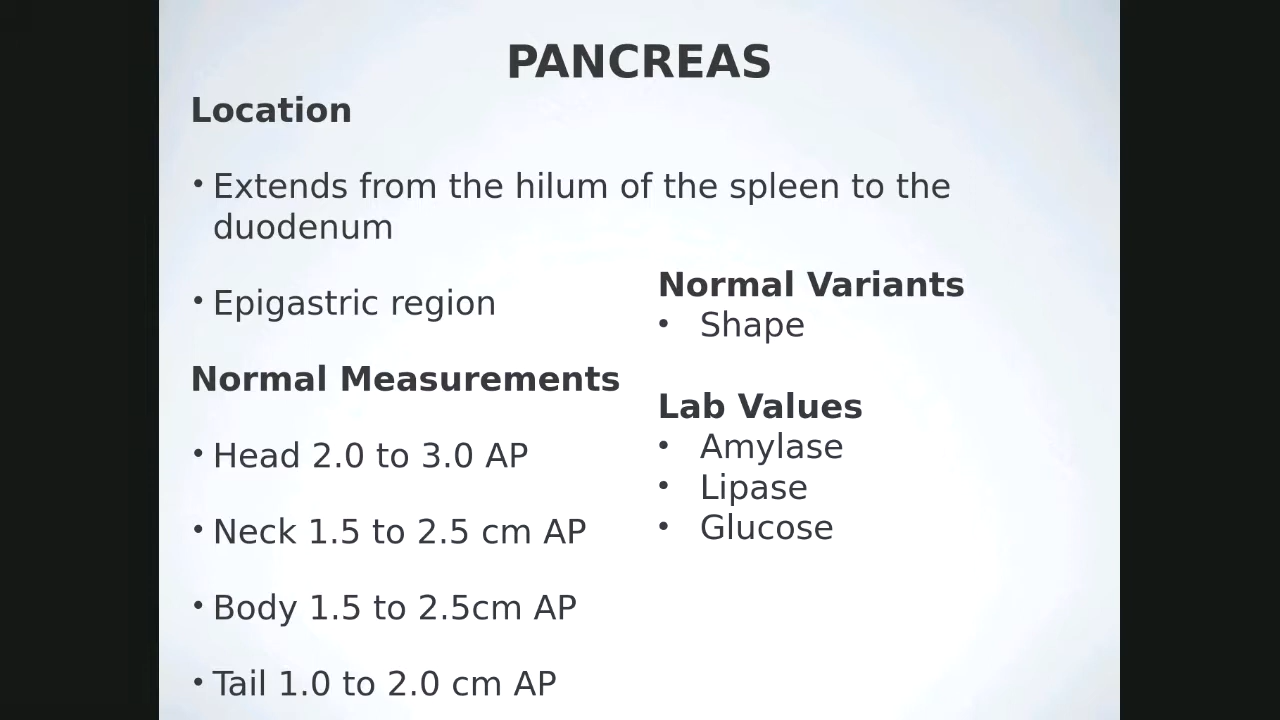 PANCREAS
Location
• Extends from the hilum of the spleen to the
duodenum
• Epigastric region
Normal Measurements
• Head 2.0 to 3.0 AP
• Neck 1.5 to 2.5 cm AP
• Body 1.5 to 2.5cm AP
• Tail 1.0 to 2.0 cm AP
Normal Variants
• Shape
Lab Values
• Amylase
• Lipase
• Glucose